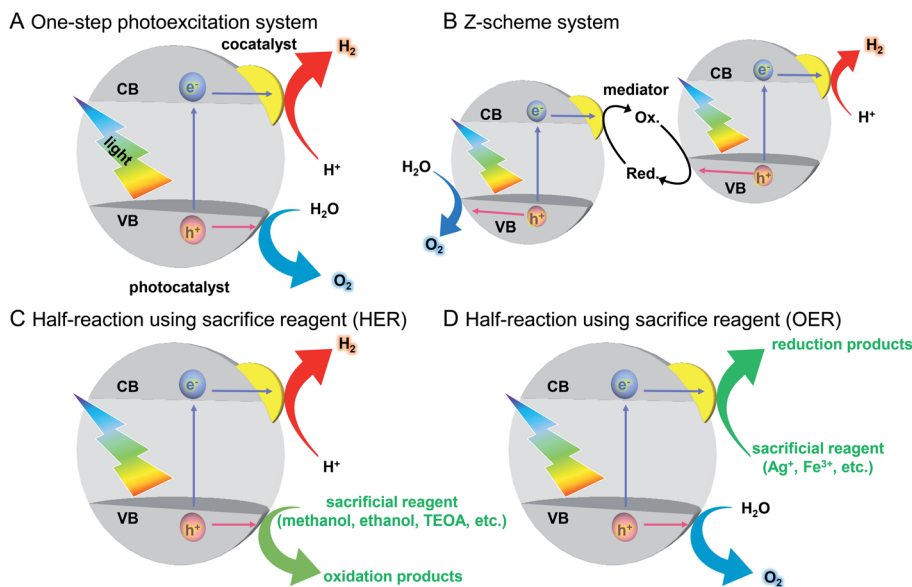 A One-step photoexcitation system
cocatalyst
H₂
CB
e⁻
light
H⁺
H₂O
VB
h⁺
O₂
photocatalyst
B Z-scheme system
H₂
CB
e⁻
mediator
Ox.
H⁺
CB
e⁻
H₂O
Red.
VB
h⁺
VB
h⁺
O₂
C Half-reaction using sacrifice reagent (HER)
H₂
CB
e⁻
H⁺
sacrificial reagent
(methanol, ethanol, TEOA, etc.)
VB
h⁺
oxidation products
D Half-reaction using sacrifice reagent (OER)
reduction products
CB
e⁻
sacrificial reagent
(Ag⁺, Fe³⁺, etc.)
H₂O
VB
h⁺
O₂